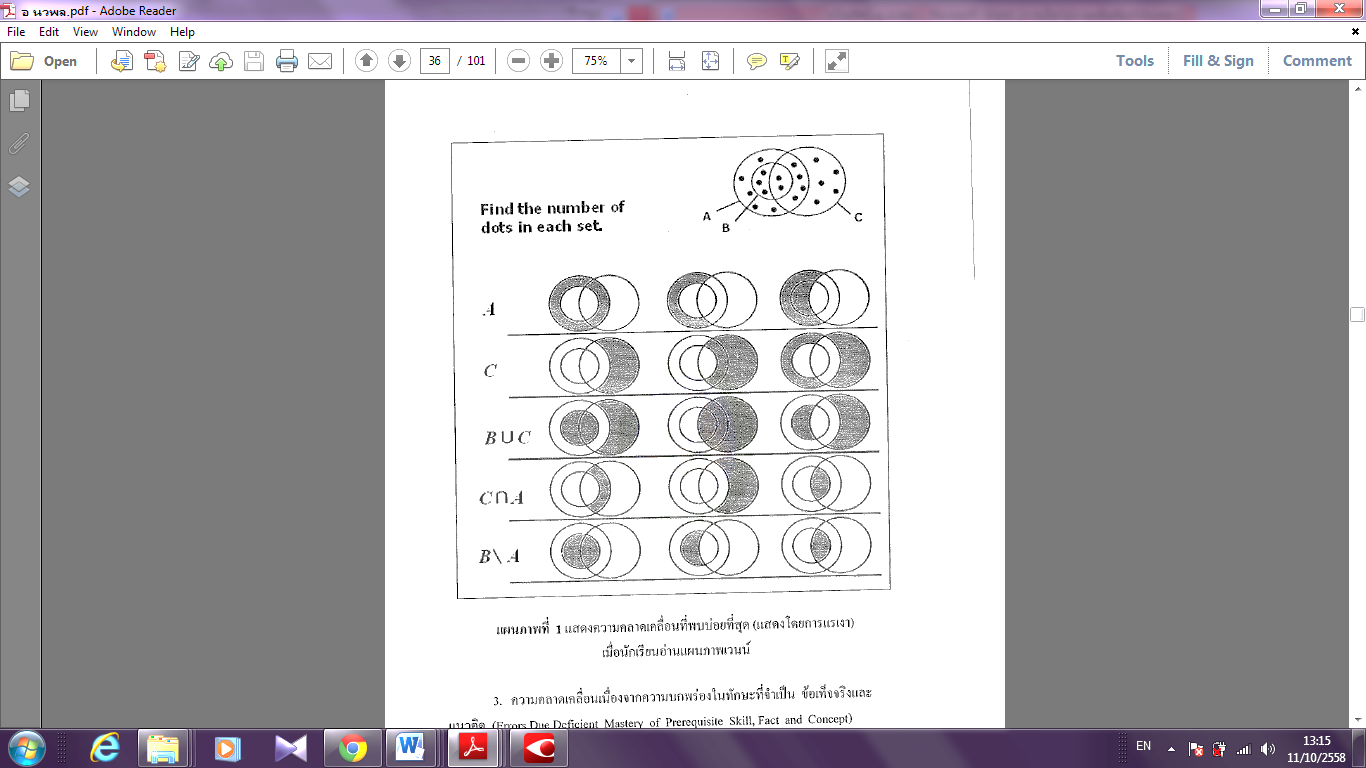 อ นวพล.pdf - Adobe Reader
File Edit View Window Help
Open 36 / 101 75% Tools Fill & Sign Comment
Find the number of
dots in each set.
A
B
C
A
C
B∪C
C∩A
B\A
แผนภาพที่ 1 แสดงความคลาดเคลื่อนที่พบบ่อยที่สุด (แสดงโดยการแรเงา)
เมื่อนักเรียนอ่านแผนภาพเวนน์
3. ความคลาดเคลื่อนเนื่องจากความบกพร่องในทักษะที่จำเป็น ข้อเท็จจริงและ
แนวคิด (Errors Due Deficient Mastery of Prerequisite Skill, Fact and Concept)
EN
13:15
11/10/2558